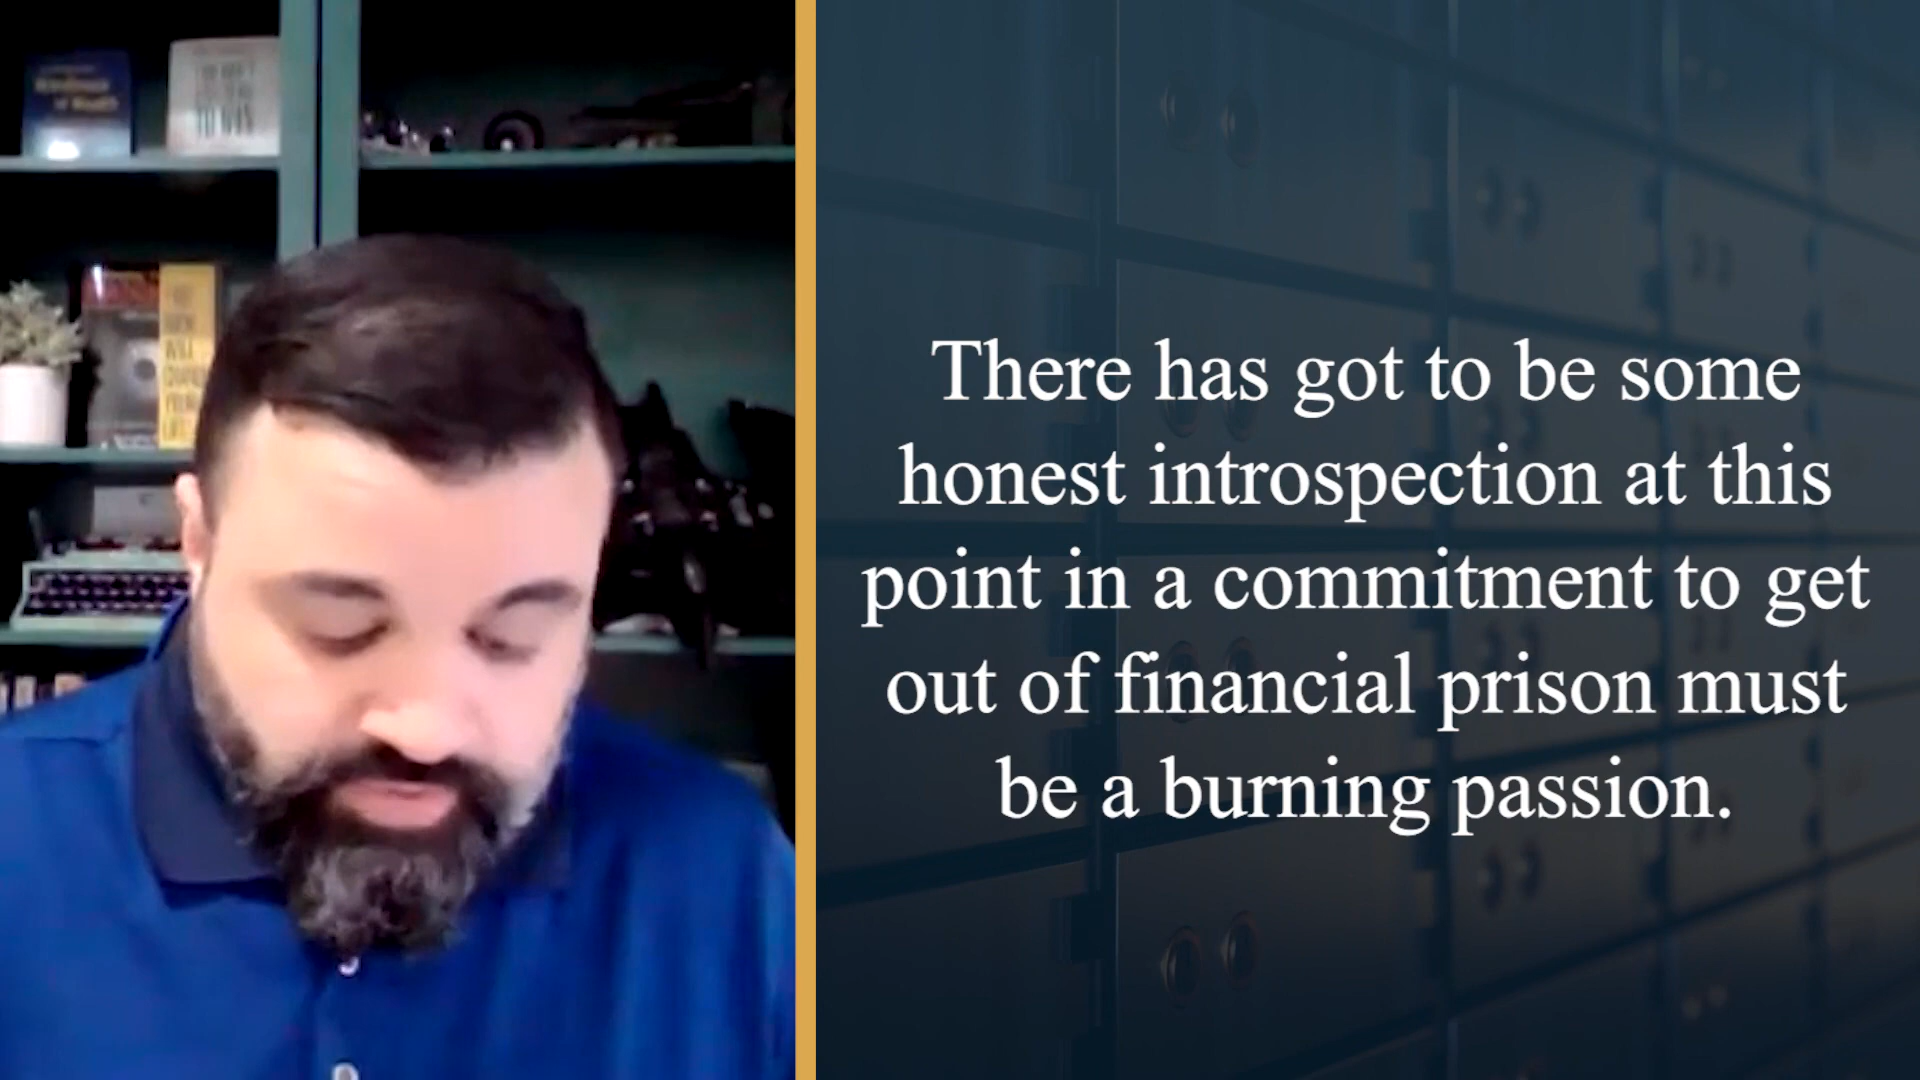 There has got to be some
honest introspection at this
point in a commitment to get
out of financial prison must
be a burning passion.